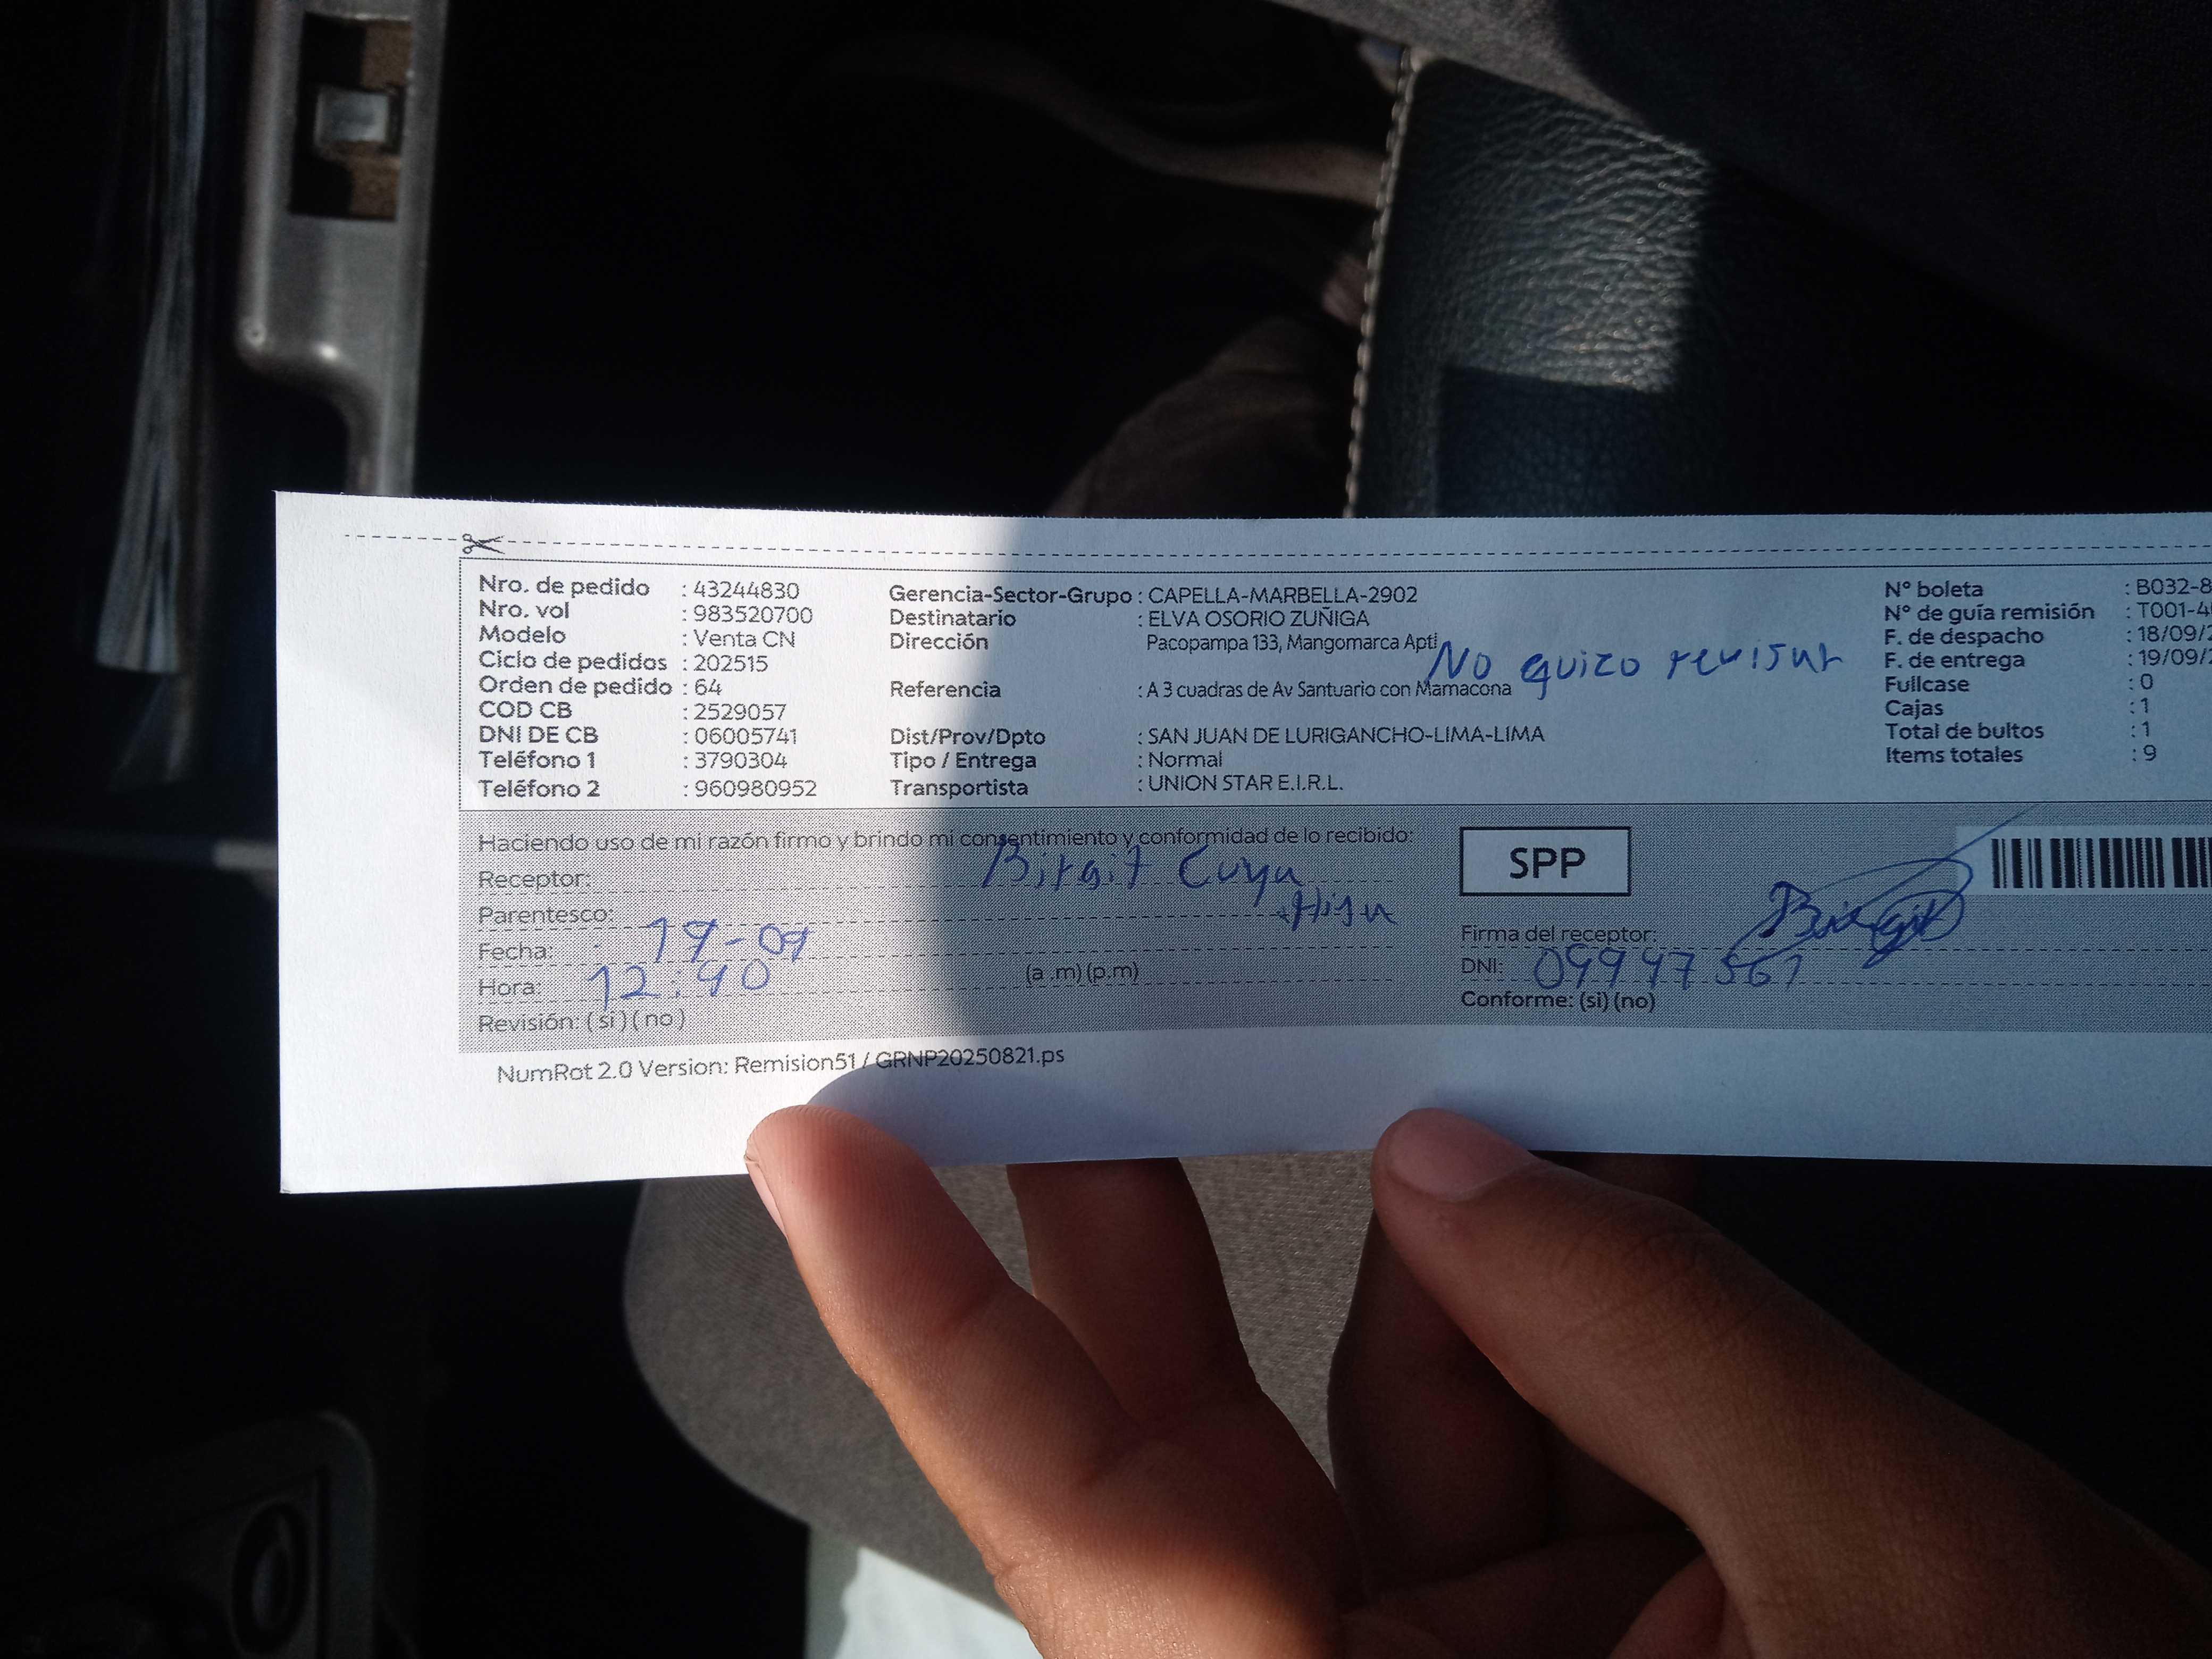 Nro. de pedido : 43244830
Nro. vol : 983520700
Modelo : Venta CN
Ciclo de pedidos : 202515
Orden de pedido : 64
COD CB : 2529057
DNI DE CB : 06005741
Teléfono 1 : 3790304
Teléfono 2 : 960980952
Gerencia-Sector-Grupo : CAPELLA-MARBELLA-2902
Destinatario : ELVA OSORIO ZUÑIGA
Dirección Pacopampa 133, Mangomarca Apti
No quizo revisar
Referencia : A 3 cuadras de Av Santuario con Mamacona
Dist/Prov/Dpto : SAN JUAN DE LURIGANCHO-LIMA-LIMA
Tipo / Entrega : Normal
Transportista : UNION STAR E.I.R.L.
N° boleta : B032-8
N° de guía remisión : T001-4
F. de despacho : 18/09/2
F. de entrega : 19/09/2
Fullcase : 0
Cajas : 1
Total de bultos : 1
Items totales : 9
Haciendo uso de mi razón firmo y brindo mi consentimiento y conformidad de lo recibido:
Receptor: Birgit Cuya
Parentesco: Hija
Fecha: 19-09
Hora: 12:40 (a .m) (p.m)
Revisión: ( si ) ( no )
SPP
Birgit
Firma del receptor:
DNI: 09997561
Conforme: (si) (no)
NumRot 2.0 Version: Remision51 / GRNP20250821.ps